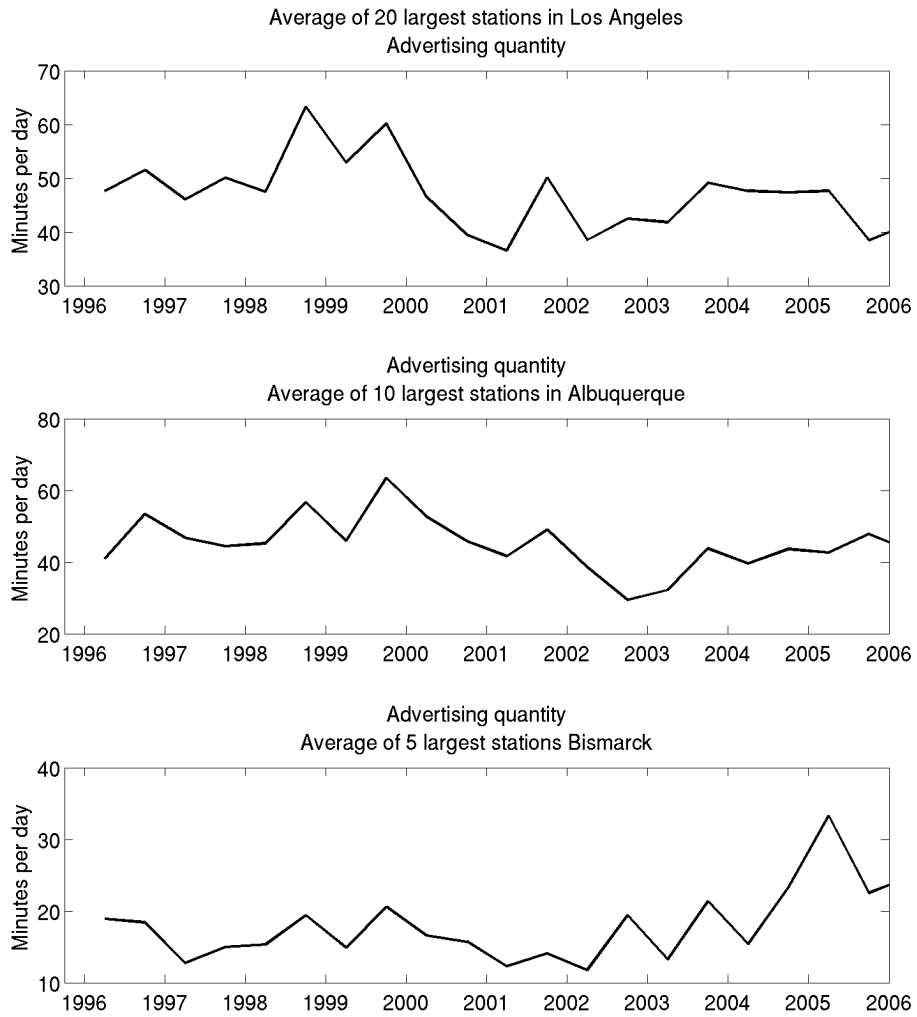 Average of 20 largest stations in Los Angeles
Advertising quantity
Minutes per day
70
60
50
40
30
1996 1997 1998 1999 2000 2001 2002 2003 2004 2005 2006
Advertising quantity
Average of 10 largest stations in Albuquerque
Minutes per day
80
60
40
20
1996 1997 1998 1999 2000 2001 2002 2003 2004 2005 2006
Advertising quantity
Average of 5 largest stations Bismarck
Minutes per day
40
30
20
10
1996 1997 1998 1999 2000 2001 2002 2003 2004 2005 2006